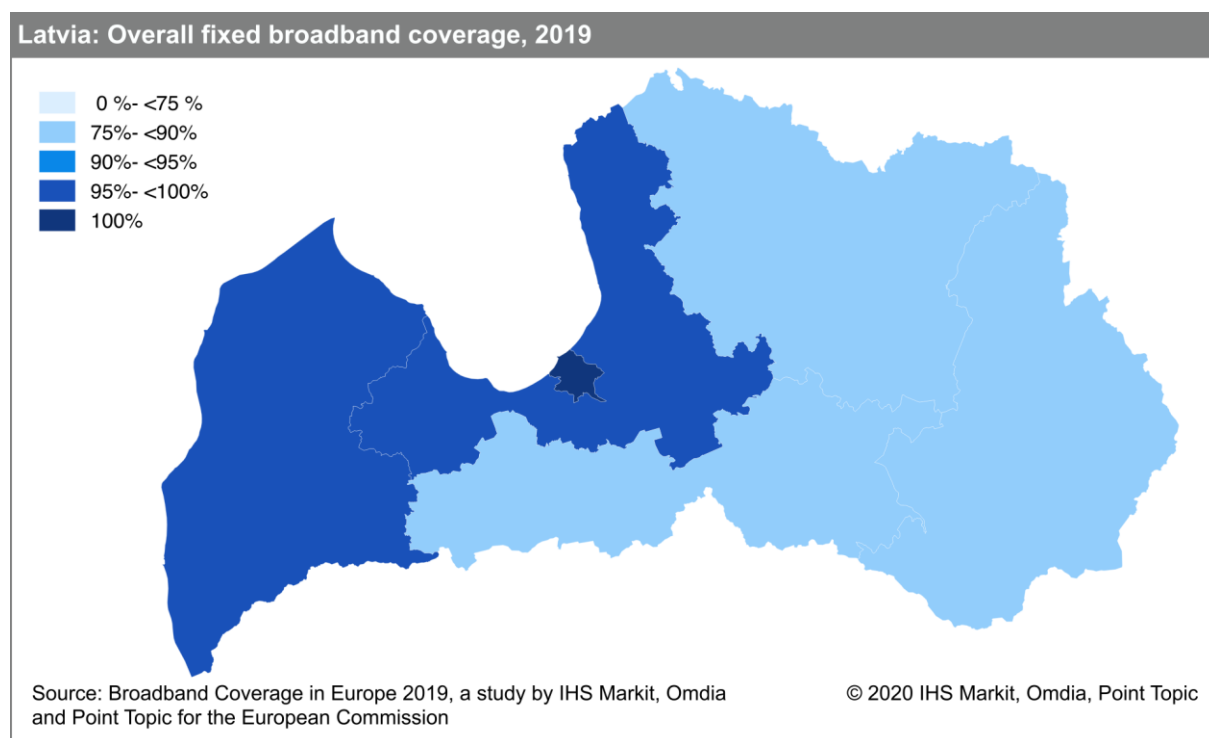 Latvia: Overall fixed broadband coverage, 2019
0 %- <75 %
75%- <90%
90%- <95%
95%- <100%
100%
Source: Broadband Coverage in Europe 2019, a study by IHS Markit, Omdia
and Point Topic for the European Commission
© 2020 IHS Markit, Omdia, Point Topic